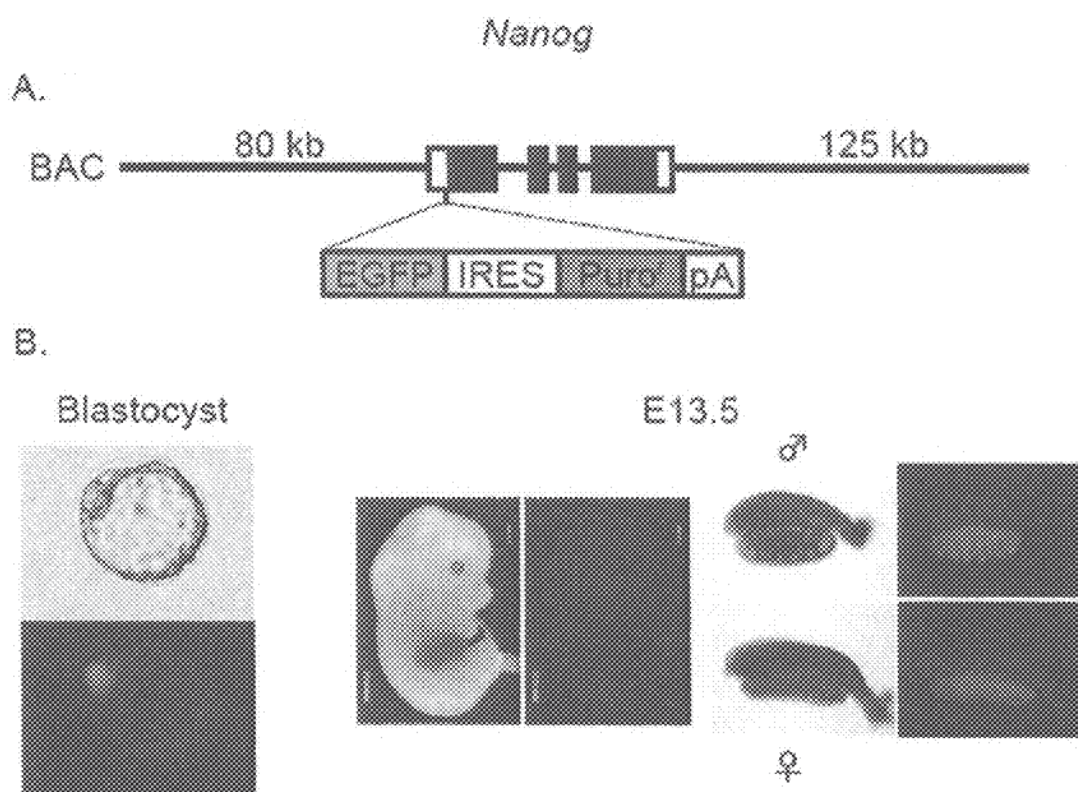 Nanog
A.
80 kb
125 kb
BAC
EGFP IRES Puro pA
B.
Blastocyst
E13.5
♂
♀